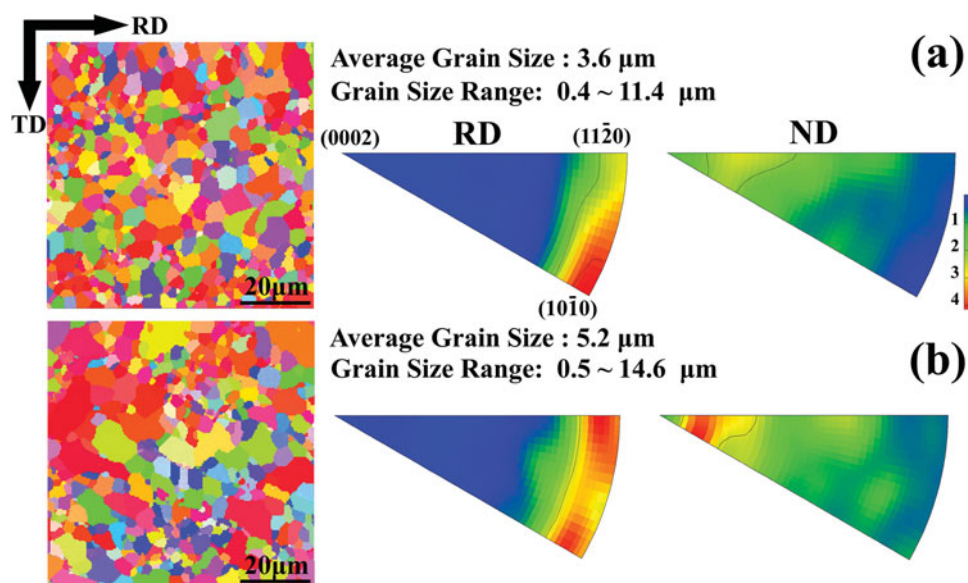 RD
TD
Average Grain Size : 3.6 μm
Grain Size Range: 0.4 ~ 11.4 μm
(a)
(0002)
RD
(112̄0)
ND
1
2
3
4
(101̄0)
20μm
Average Grain Size : 5.2 μm
Grain Size Range: 0.5 ~ 14.6 μm
(b)
20μm